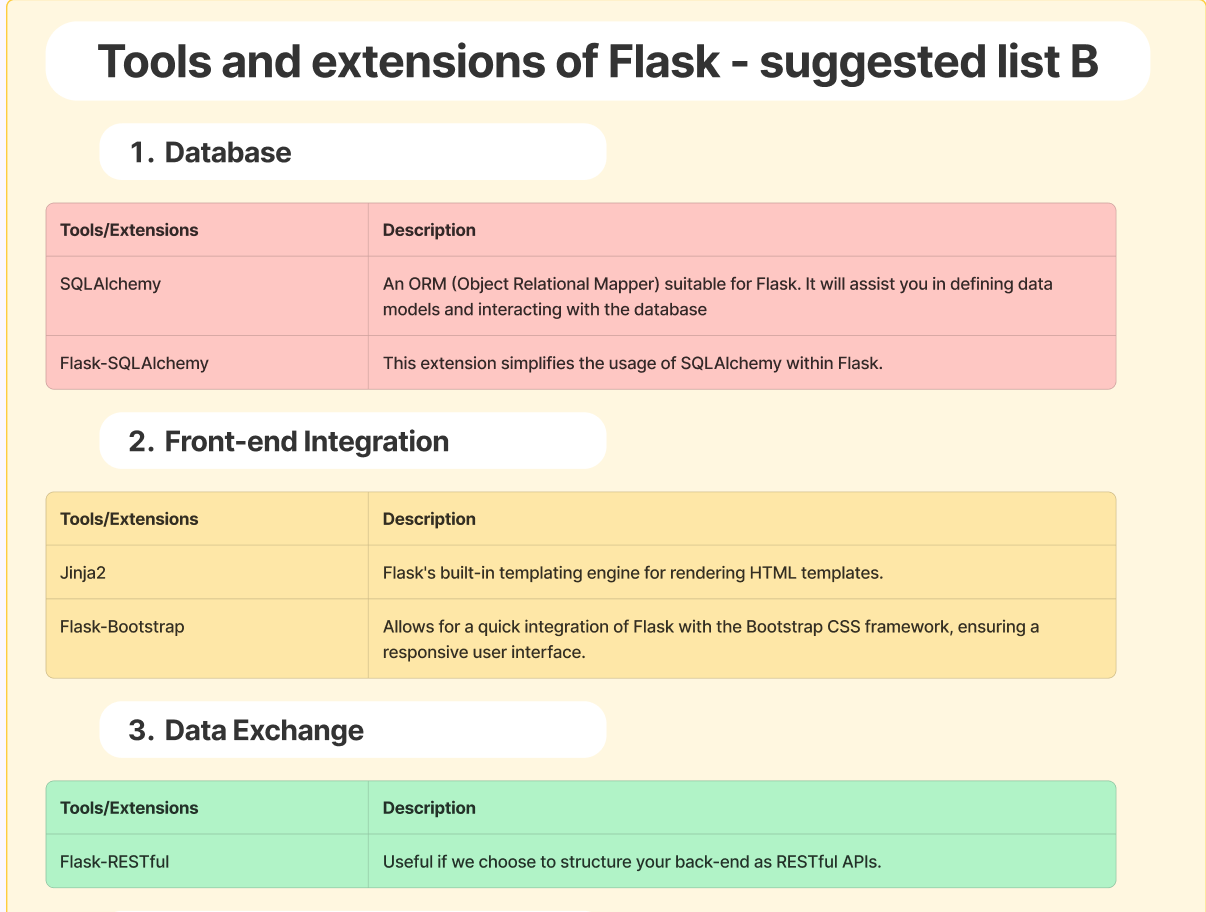 Tools and extensions of Flask - suggested list B
1. Database
Tools/Extensions
Description
SQLAlchemy
An ORM (Object Relational Mapper) suitable for Flask. It will assist you in defining data
models and interacting with the database
Flask-SQLAlchemy
This extension simplifies the usage of SQLAlchemy within Flask.
2. Front-end Integration
Tools/Extensions
Description
Jinja2
Flask's built-in templating engine for rendering HTML templates.
Flask-Bootstrap
Allows for a quick integration of Flask with the Bootstrap CSS framework, ensuring a
responsive user interface.
3. Data Exchange
Tools/Extensions
Description
Flask-RESTful
Useful if we choose to structure your back-end as RESTful APIs.